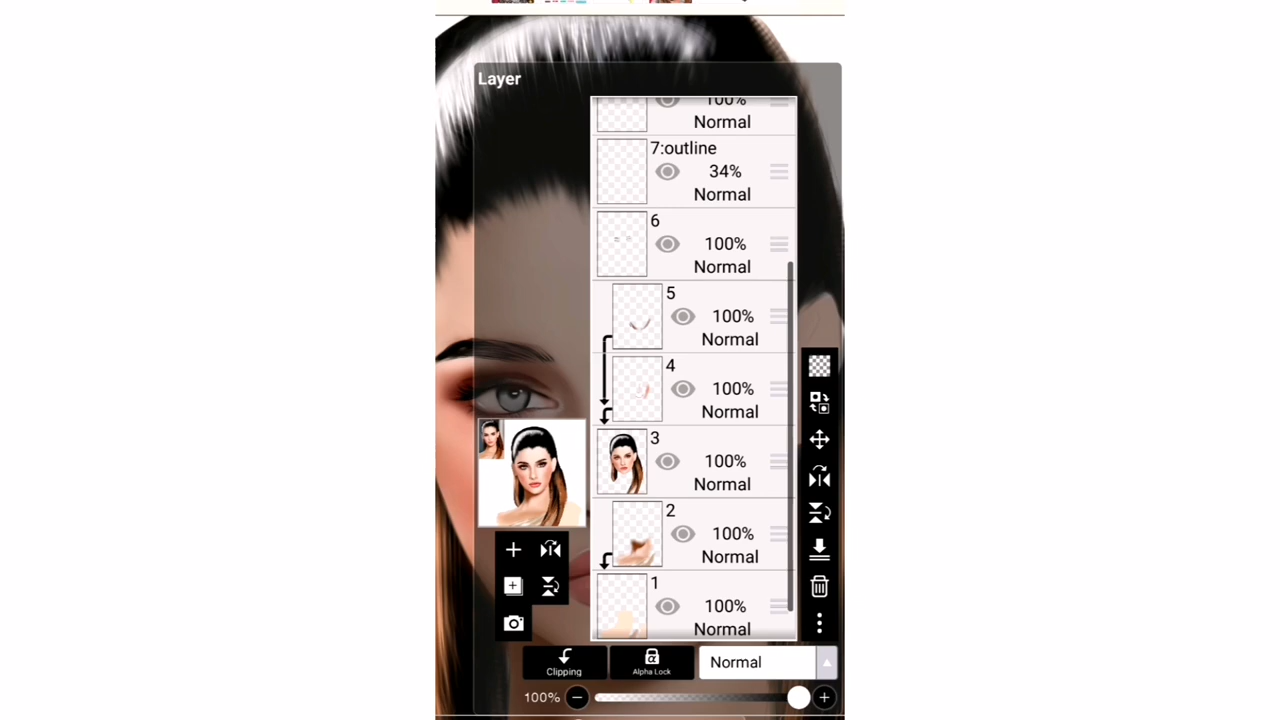 Layer
100%
Normal
7:outline
34%
Normal
6
100%
Normal
5
100%
Normal
4
100%
Normal
3
100%
Normal
2
100%
Normal
1
100%
Normal
Clipping
α
Alpha Lock
Normal
100%